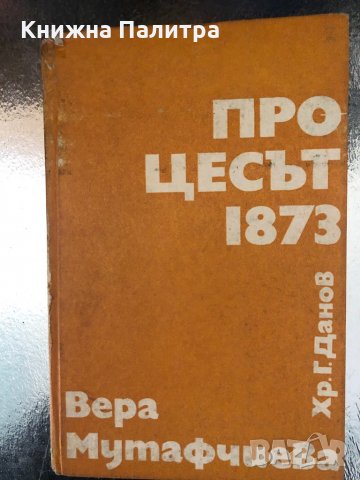 Книжна Палитра
ПРО
ЦЕСЪТ
1873
Хр.Г.Данов
Вера
Мутафчиева